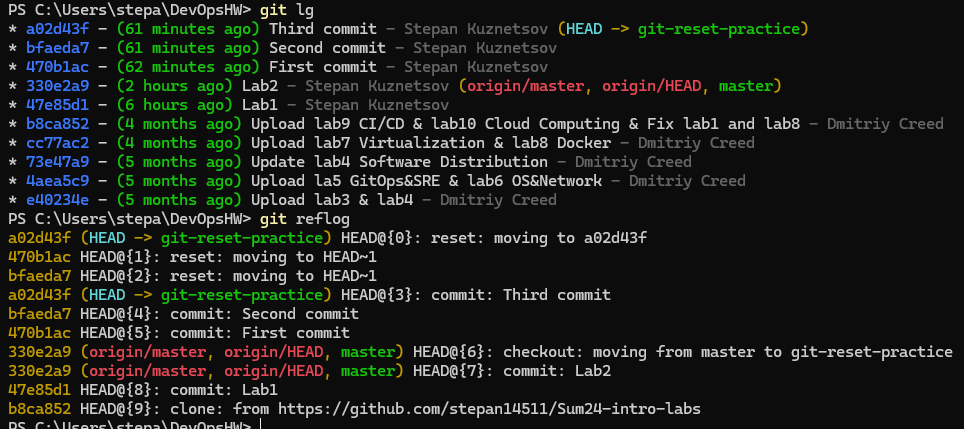 PS C:\Users\stepa\DevOpsHW> git lg
* a02d43f - (61 minutes ago) Third commit - Stepan Kuznetsov (HEAD -> git-reset-practice)
* bfaeda7 - (61 minutes ago) Second commit - Stepan Kuznetsov
* 470b1ac - (62 minutes ago) First commit - Stepan Kuznetsov
* 330e2a9 - (2 hours ago) Lab2 - Stepan Kuznetsov (origin/master, origin/HEAD, master)
* 47e85d1 - (6 hours ago) Lab1 - Stepan Kuznetsov
* b8ca852 - (4 months ago) Upload lab9 CI/CD & lab10 Cloud Computing & Fix lab1 and lab8 - Dmitriy Creed
* cc77ac2 - (4 months ago) Upload lab7 Virtualization & lab8 Docker - Dmitriy Creed
* 73e47a9 - (5 months ago) Update lab4 Software Distribution - Dmitriy Creed
* 4aea5c9 - (5 months ago) Upload la5 GitOps&SRE & lab6 OS&Network - Dmitriy Creed
* e40234e - (5 months ago) Upload lab3 & lab4 - Dmitriy Creed
PS C:\Users\stepa\DevOpsHW> git reflog
a02d43f (HEAD -> git-reset-practice) HEAD@{0}: reset: moving to a02d43f
470b1ac HEAD@{1}: reset: moving to HEAD~1
bfaeda7 HEAD@{2}: reset: moving to HEAD~1
a02d43f (HEAD -> git-reset-practice) HEAD@{3}: commit: Third commit
bfaeda7 HEAD@{4}: commit: Second commit
470b1ac HEAD@{5}: commit: First commit
330e2a9 (origin/master, origin/HEAD, master) HEAD@{6}: checkout: moving from master to git-reset-practice
330e2a9 (origin/master, origin/HEAD, master) HEAD@{7}: commit: Lab2
47e85d1 HEAD@{8}: commit: Lab1
b8ca852 HEAD@{9}: clone: from https://github.com/stepan14511/Sum24-intro-labs
PS C:\Users\stepa\DevOpsHW>